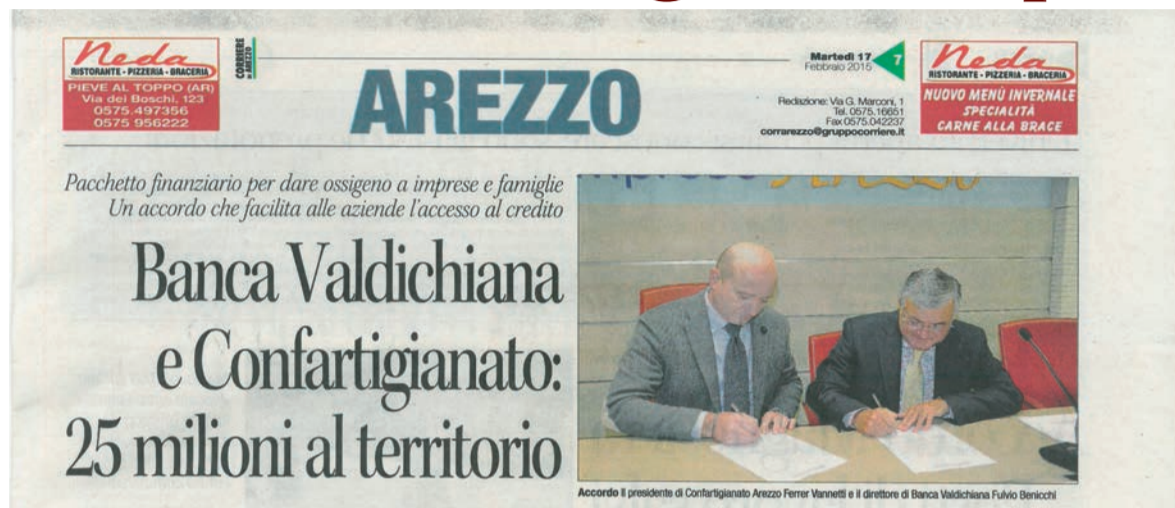 Neda
RISTORANTE - PIZZERIA - BRACERIA
PIEVE AL TOPPO (AR)
Via dei Boschi, 123
0575.497356
0575 956222
CORRIERE
AREZZO
Martedì 17
Febbraio 2015
7
Redazione: Via G. Marconi, 1
Tel. 0575.16651
Fax 0575.042237
corrarezzo@gruppocorriere.it
Neda
RISTORANTE - PIZZERIA - BRACERIA
NUOVO MENÙ INVERNALE
SPECIALITÀ
CARNE ALLA BRACE
Pacchetto finanziario per dare ossigeno a imprese e famiglie
Un accordo che facilita alle aziende l'accesso al credito
Banca Valdichiana
e Confartigianato:
25 milioni al territorio
Accordo Il presidente di Confartigianato Arezzo Ferrer Vannetti e il direttore di Banca Valdichiana Fulvio Benicchi